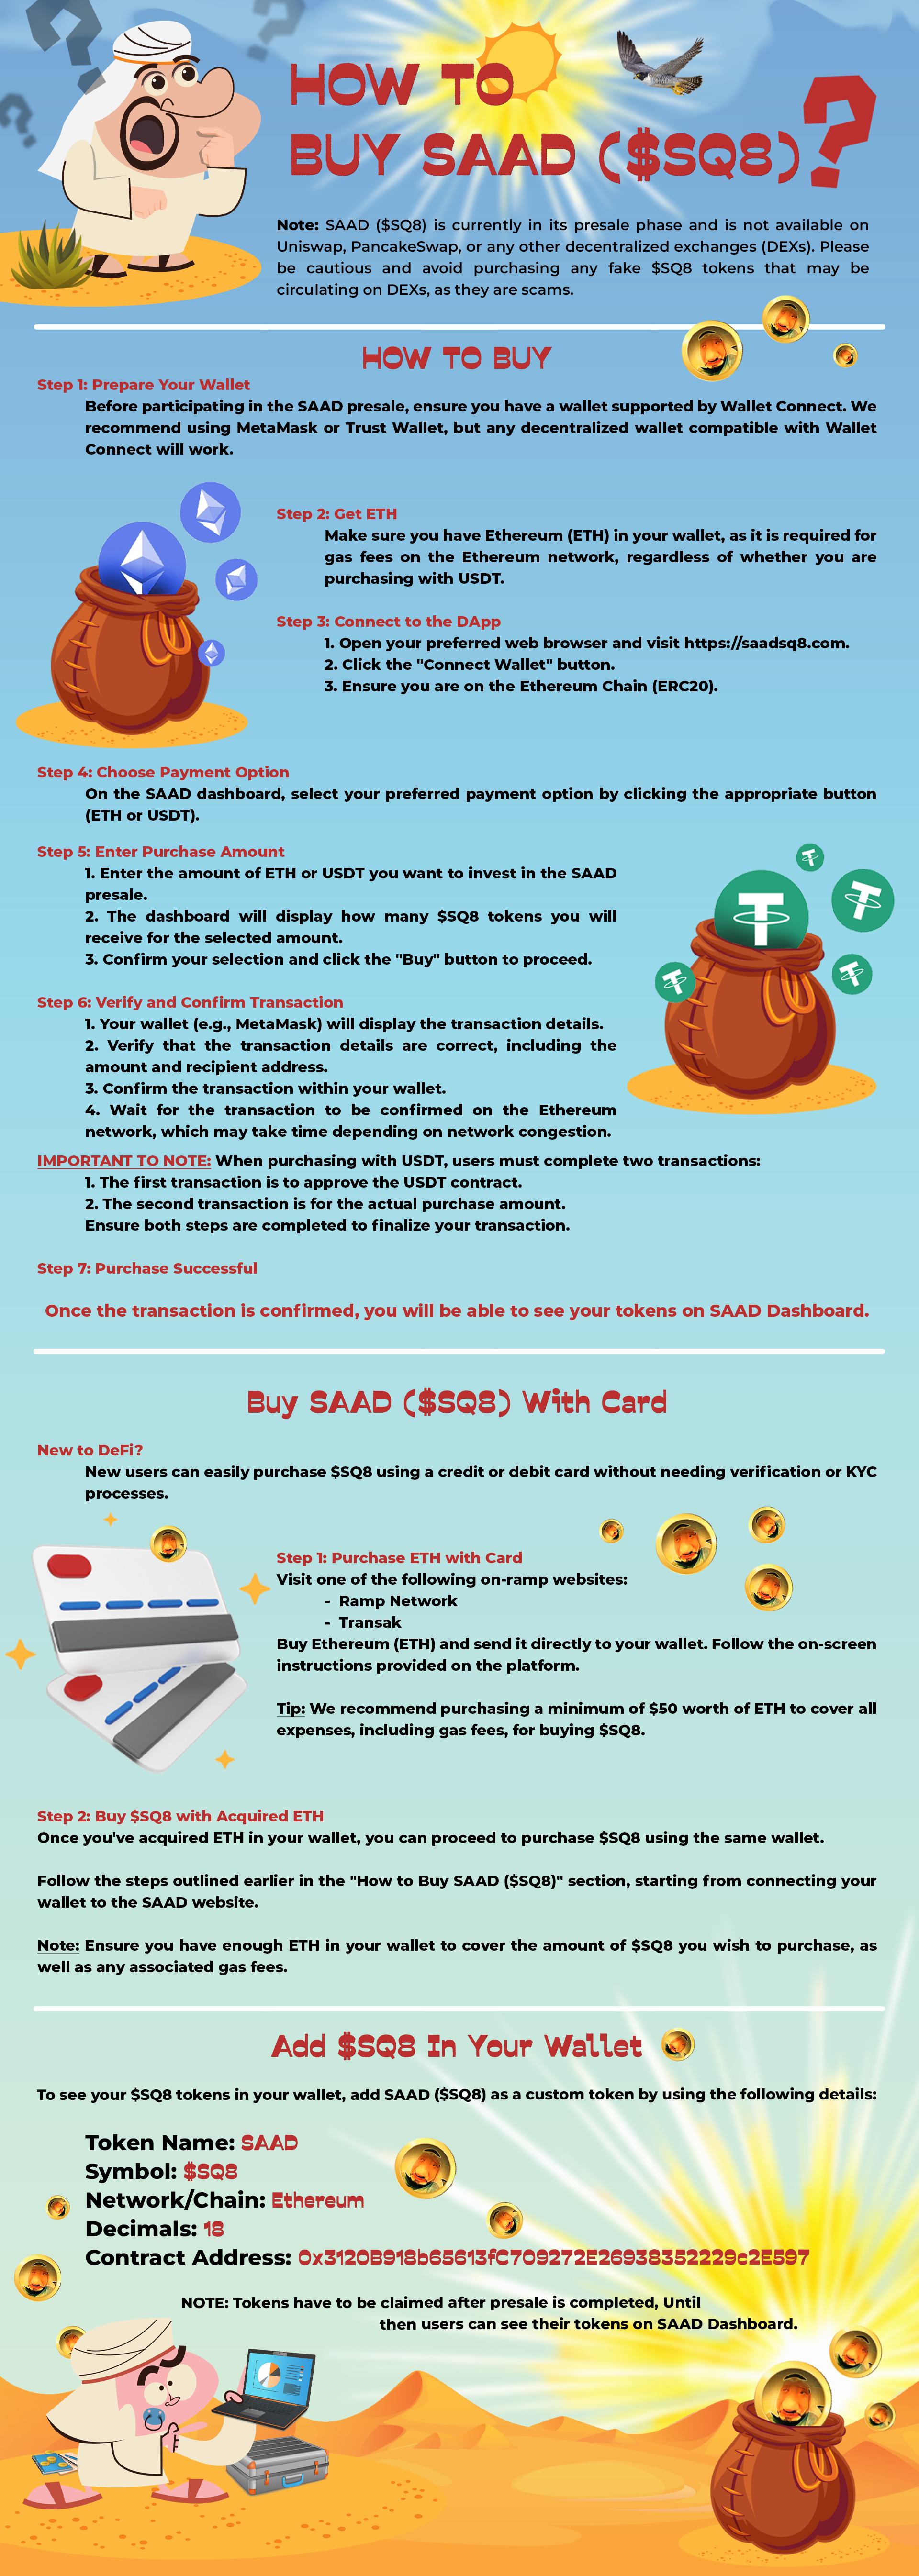 HOW TO
BUY SAAD ($SQ8)?
Note: SAAD ($SQ8) is currently in its presale phase and is not available on
Uniswap, PancakeSwap, or any other decentralized exchanges (DEXs). Please
be cautious and avoid purchasing any fake $SQ8 tokens that may be
circulating on DEXs, as they are scams.
HOW TO BUY
Step 1: Prepare Your Wallet
Before participating in the SAAD presale, ensure you have a wallet supported by Wallet Connect. We
recommend using MetaMask or Trust Wallet, but any decentralized wallet compatible with Wallet
Connect will work.
Step 2: Get ETH
Make sure you have Ethereum (ETH) in your wallet, as it is required for
gas fees on the Ethereum network, regardless of whether you are
purchasing with USDT.
Step 3: Connect to the DApp
1. Open your preferred web browser and visit https://saadsq8.com.
2. Click the "Connect Wallet" button.
3. Ensure you are on the Ethereum Chain (ERC20).
Step 4: Choose Payment Option
On the SAAD dashboard, select your preferred payment option by clicking the appropriate button
(ETH or USDT).
Step 5: Enter Purchase Amount
1. Enter the amount of ETH or USDT you want to invest in the SAAD
presale.
2. The dashboard will display how many $SQ8 tokens you will
receive for the selected amount.
3. Confirm your selection and click the "Buy" button to proceed.
Step 6: Verify and Confirm Transaction
1. Your wallet (e.g., MetaMask) will display the transaction details.
2. Verify that the transaction details are correct, including the
amount and recipient address.
3. Confirm the transaction within your wallet.
4. Wait for the transaction to be confirmed on the Ethereum
network, which may take time depending on network congestion.
IMPORTANT TO NOTE: When purchasing with USDT, users must complete two transactions:
1. The first transaction is to approve the USDT contract.
2. The second transaction is for the actual purchase amount.
Ensure both steps are completed to finalize your transaction.
Step 7: Purchase Successful
Once the transaction is confirmed, you will be able to see your tokens on SAAD Dashboard.
Buy SAAD ($SQ8) With Card
New to DeFi?
New users can easily purchase $SQ8 using a credit or debit card without needing verification or KYC
processes.
Step 1: Purchase ETH with Card
Visit one of the following on-ramp websites:
- Ramp Network
- Transak
Buy Ethereum (ETH) and send it directly to your wallet. Follow the on-screen
instructions provided on the platform.
Tip: We recommend purchasing a minimum of $50 worth of ETH to cover all
expenses, including gas fees, for buying $SQ8.
Step 2: Buy $SQ8 with Acquired ETH
Once you've acquired ETH in your wallet, you can proceed to purchase $SQ8 using the same wallet.
Follow the steps outlined earlier in the "How to Buy SAAD ($SQ8)" section, starting from connecting your
wallet to the SAAD website.
Note: Ensure you have enough ETH in your wallet to cover the amount of $SQ8 you wish to purchase, as
well as any associated gas fees.
Add $SQ8 In Your Wallet
To see your $SQ8 tokens in your wallet, add SAAD ($SQ8) as a custom token by using the following details:
Token Name: SAAD
Symbol: $SQ8
Network/Chain: Ethereum
Decimals: 18
Contract Address: 0x3120B918b65613fC709272E26938352229c2E597
NOTE: Tokens have to be claimed after presale is completed, Until
then users can see their tokens on SAAD Dashboard.